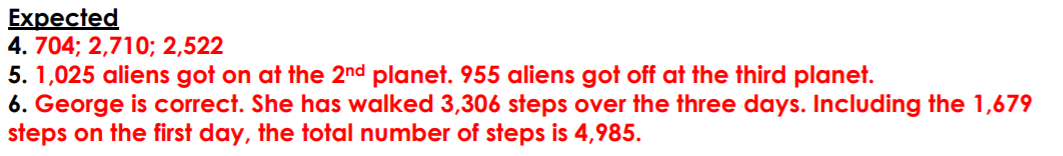 Expected
4. 704; 2,710; 2,522
5. 1,025 aliens got on at the 2nd planet. 955 aliens got off at the third planet.
6. George is correct. She has walked 3,306 steps over the three days. Including the 1,679
steps on the first day, the total number of steps is 4,985.